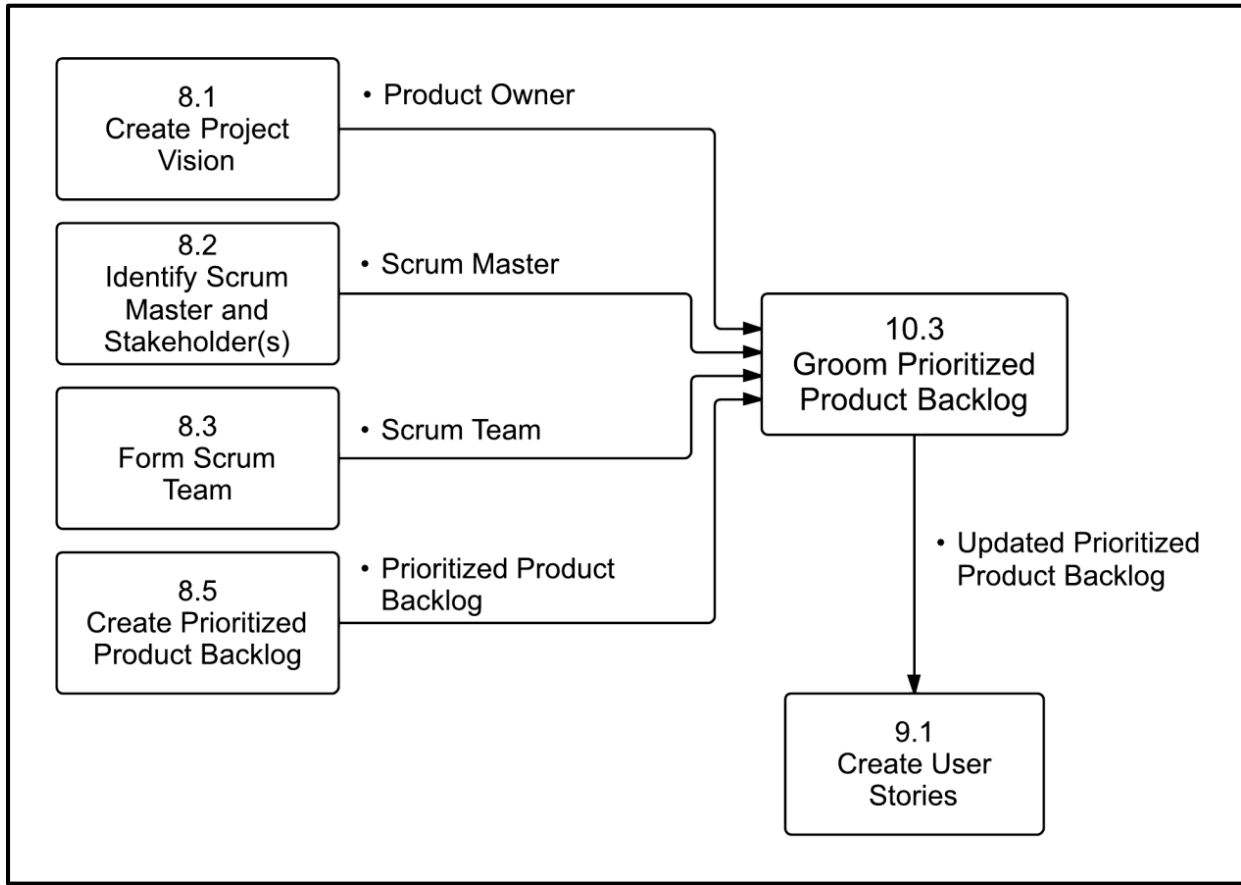 8.1
Create Project
Vision
• Product Owner
8.2
Identify Scrum
Master and
Stakeholder(s)
• Scrum Master
8.3
Form Scrum
Team
• Scrum Team
8.5
Create Prioritized
Product Backlog
• Prioritized Product
Backlog
10.3
Groom Prioritized
Product Backlog
• Updated Prioritized
Product Backlog
9.1
Create User
Stories